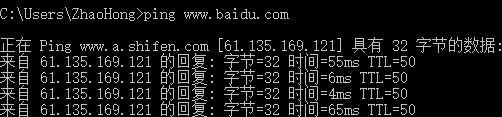 C:\Users\ZhaoHong>ping www.baidu.com
正在 Ping www.a.shifen.com [61.135.169.121] 具有 32 字节的数据:
来自 61.135.169.121 的回复: 字节=32 时间=55ms TTL=50
来自 61.135.169.121 的回复: 字节=32 时间=6ms TTL=50
来自 61.135.169.121 的回复: 字节=32 时间=4ms TTL=50
来自 61.135.169.121 的回复: 字节=32 时间=65ms TTL=50